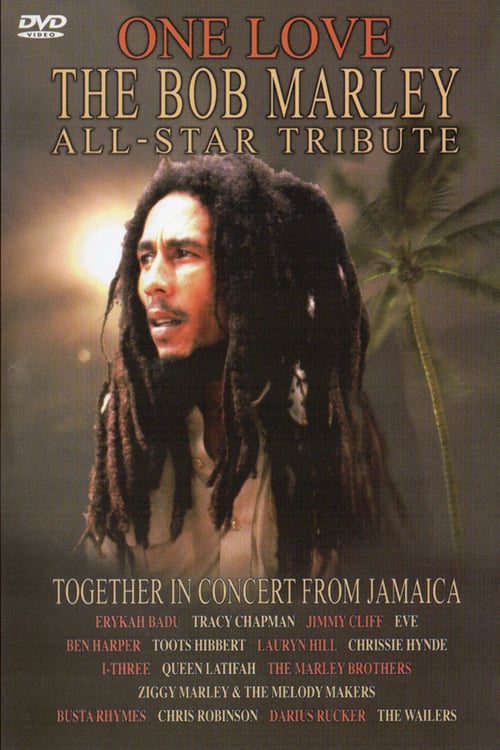 DVD
VIDEO
ONE LOVE
THE BOB MARLEY
ALL-STAR TRIBUTE
TOGETHER IN CONCERT FROM JAMAICA
ERYKAH BADU TRACY CHAPMAN JIMMY CLIFF EVE
BEN HARPER TOOTS HIBBERT LAURYN HILL CHRISSIE HYNDE
I-THREE QUEEN LATIFAH THE MARLEY BROTHERS
ZIGGY MARLEY & THE MELODY MAKERS
BUSTA RHYMES CHRIS ROBINSON DARIUS RUCKER THE WAILERS